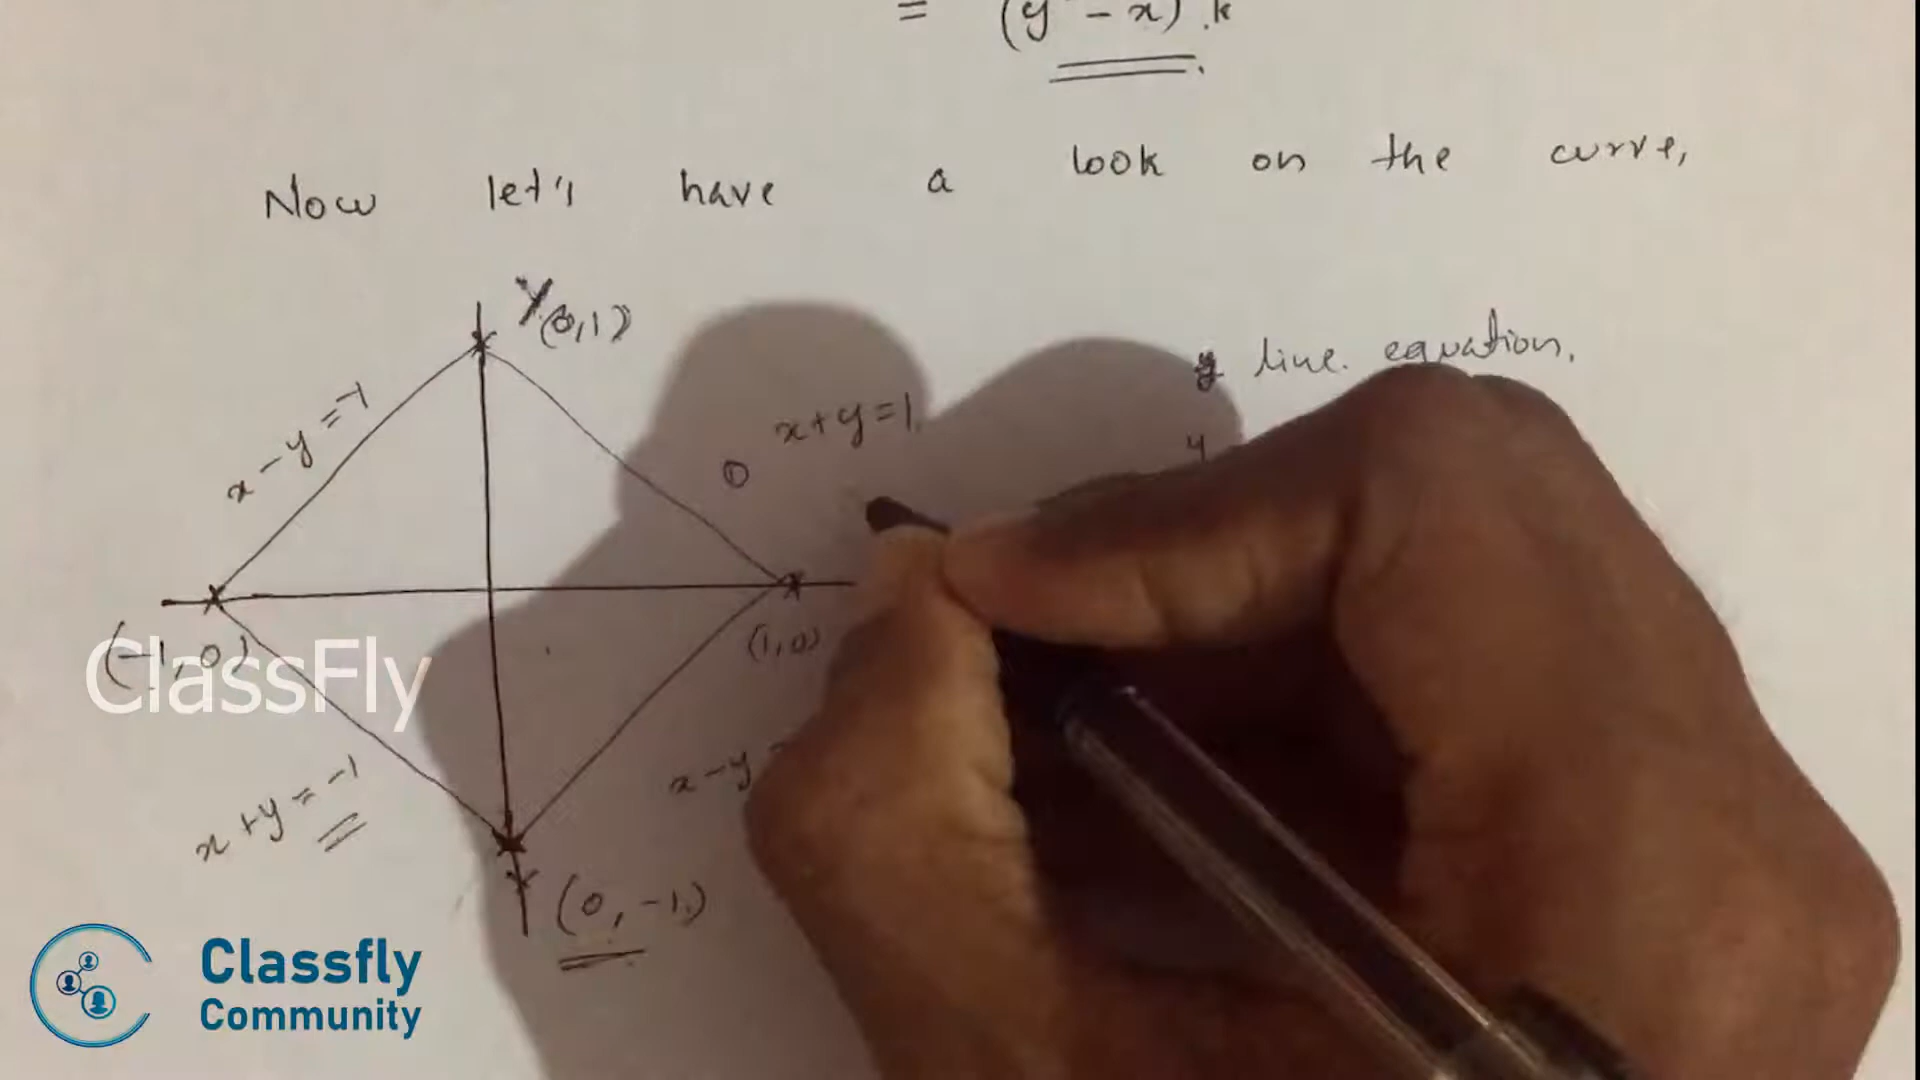 = (y - x) .k
Now let's have a look on the curve,
Y
(0,1)
line equation.
x - y = -1
x + y = 1
y
(-1, 0)
(1,0)
ClassFly
x - y =
x + y = -1
(0, -1)
Classfly
Community